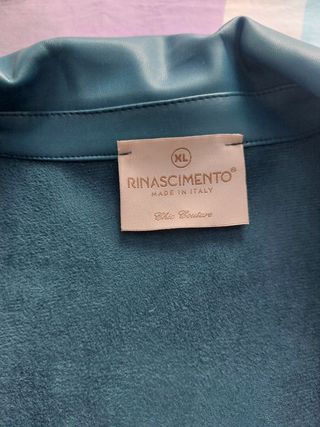 XL
RINASCIMENTO®
MADE IN ITALY
Chic Couture